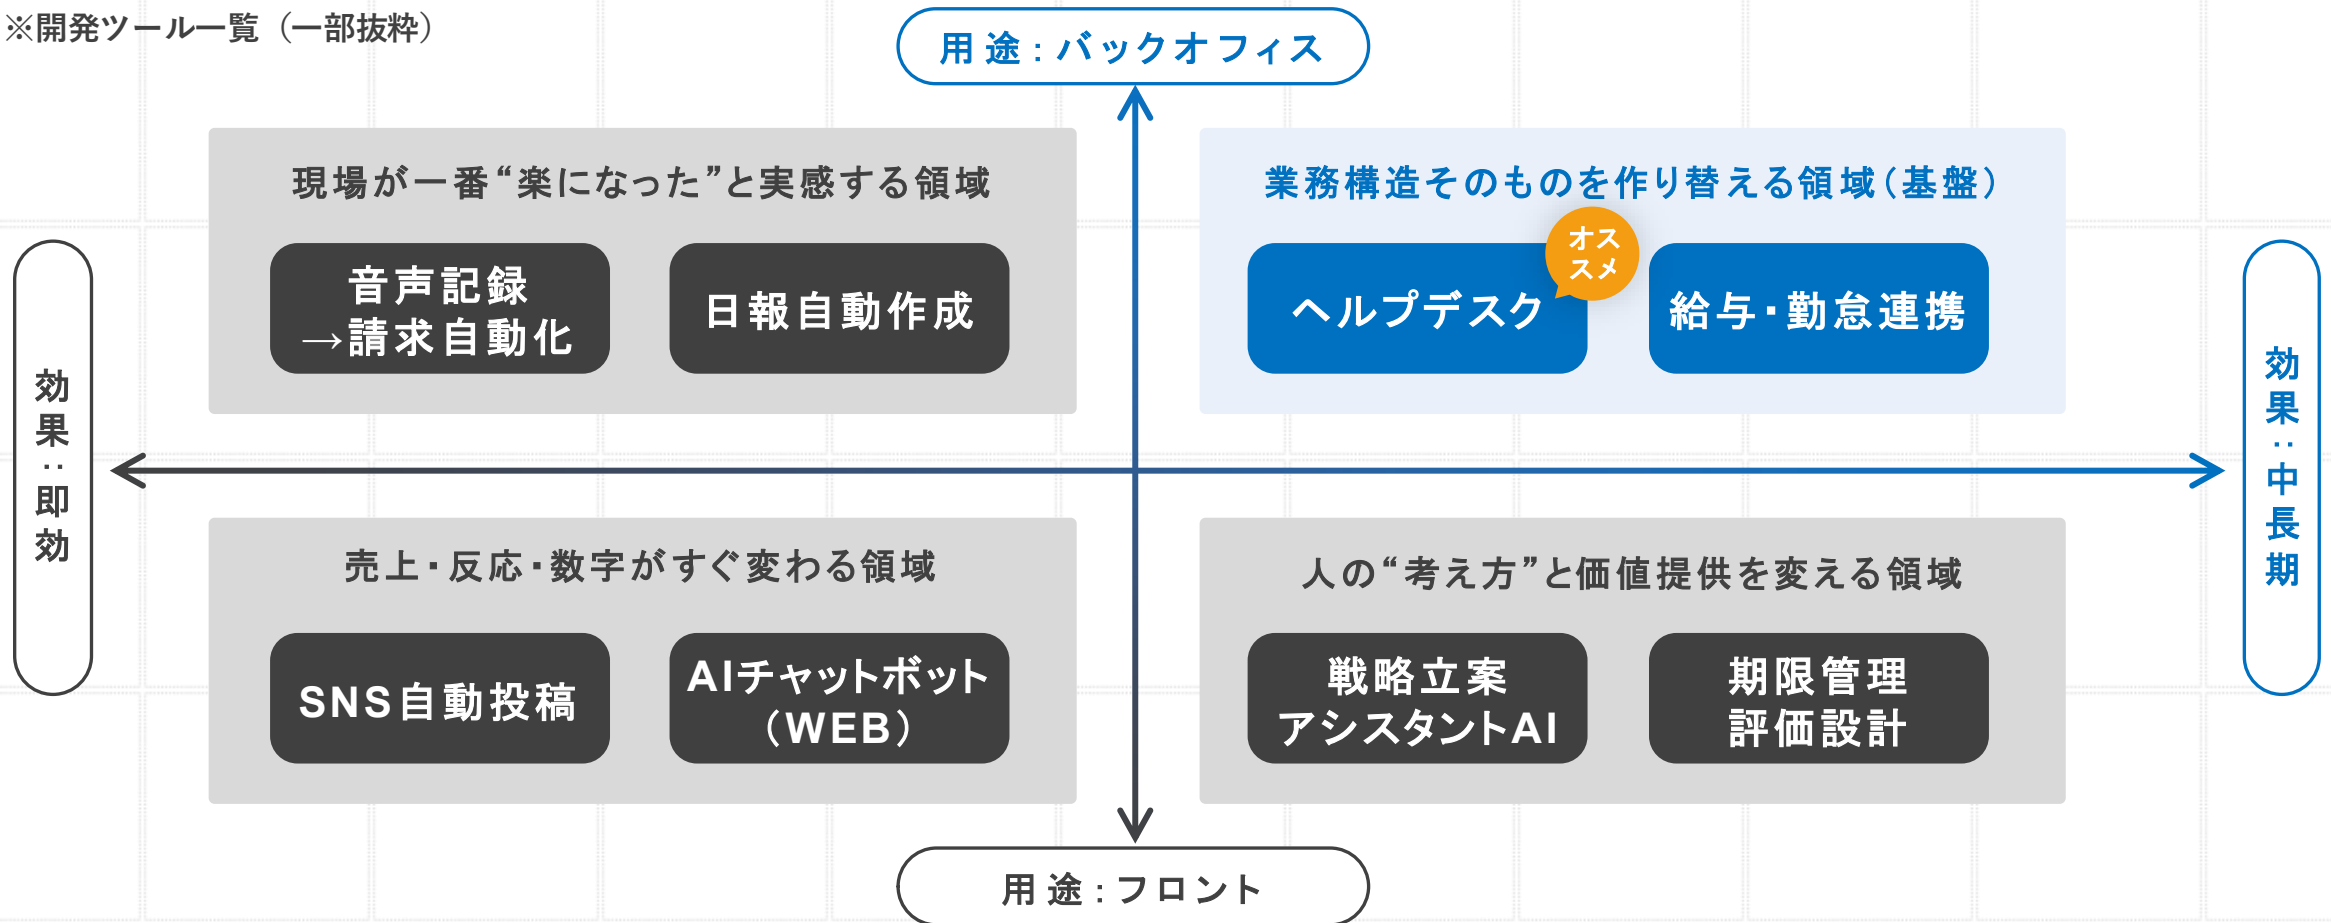 ※開発ツール一覧（一部抜粋）
用途：バックオフィス
現場が一番“楽になった”と実感する領域
音声記録
→請求自動化
日報自動作成
業務構造そのものを作り替える領域（基盤）
ヘルプデスク
オス
スメ
給与・勤怠連携
効果：即効
効果：中長期
売上・反応・数字がすぐ変わる領域
SNS自動投稿
AIチャットボット
（WEB）
人の“考え方”と価値提供を変える領域
戦略立案
アシスタントAI
期限管理
評価設計
用途：フロント